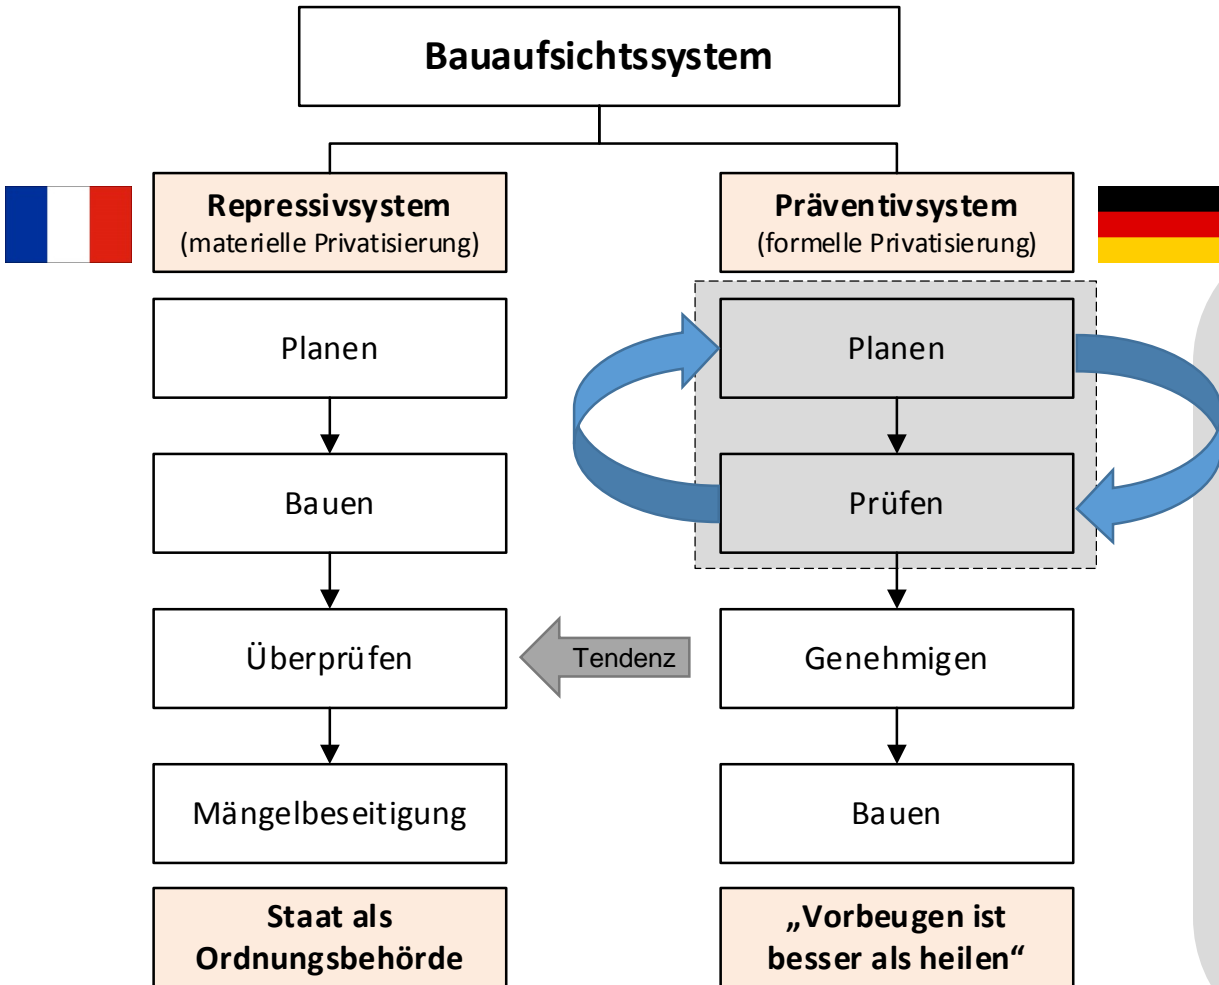 Bauaufsichtssystem
Repressivsystem
(materielle Privatisierung)
Planen
Bauen
Überprüfen
Mängelbeseitigung
Staat als
Ordnungsbehörde
Tendenz
Präventivsystem
(formelle Privatisierung)
Planen
Prüfen
Genehmigen
Bauen
„Vorbeugen ist
besser als heilen“